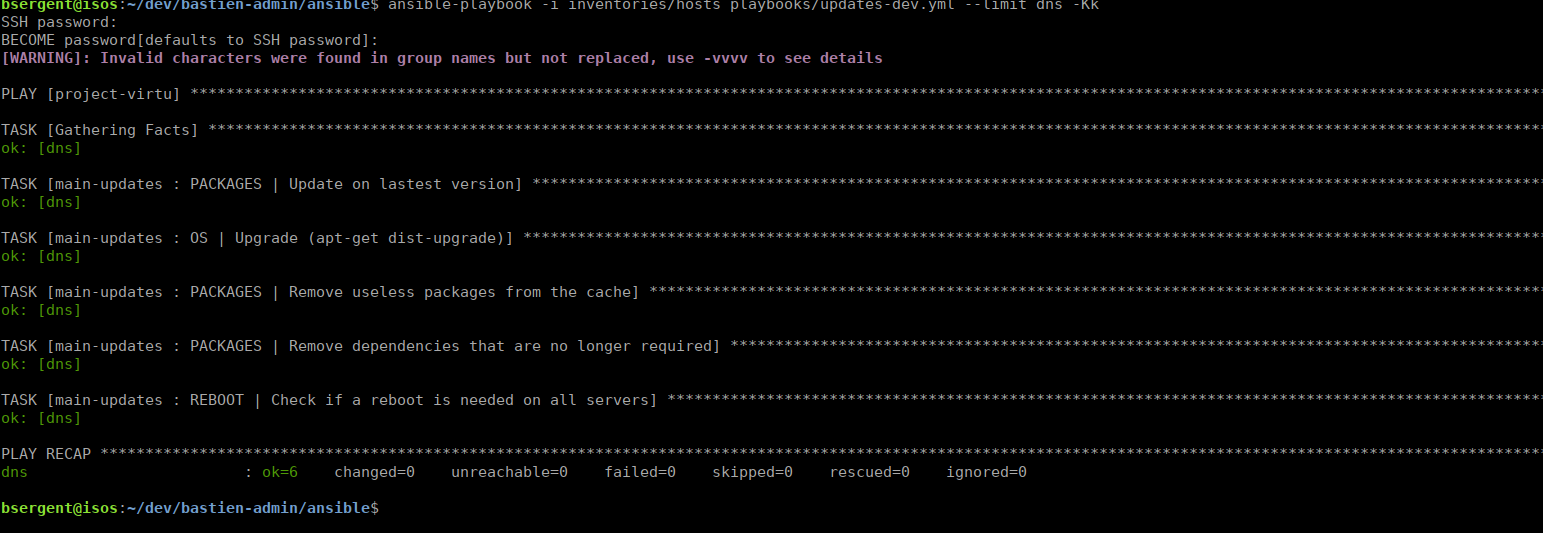 bsergent@isos:~/dev/bastien-admin/ansible$ ansible-playbook -i inventories/hosts playbooks/updates-dev.yml --limit dns -Kk
SSH password:
BECOME password[defaults to SSH password]:
[WARNING]: Invalid characters were found in group names but not replaced, use -vvvv to see details
PLAY [project-virtu] ******************************************************************************************************************************************************
TASK [Gathering Facts] ****************************************************************************************************************************************************
ok: [dns]
TASK [main-updates : PACKAGES | Update on lastest version] ****************************************************************************************************************
ok: [dns]
TASK [main-updates : OS | Upgrade (apt-get dist-upgrade)] *****************************************************************************************************************
ok: [dns]
TASK [main-updates : PACKAGES | Remove useless packages from the cache] ***************************************************************************************************
ok: [dns]
TASK [main-updates : PACKAGES | Remove dependencies that are no longer required] ******************************************************************************************
ok: [dns]
TASK [main-updates : REBOOT | Check if a reboot is needed on all servers] *************************************************************************************************
ok: [dns]
PLAY RECAP ****************************************************************************************************************************************************************
dns                        : ok=6    changed=0    unreachable=0    failed=0    skipped=0    rescued=0    ignored=0
bsergent@isos:~/dev/bastien-admin/ansible$